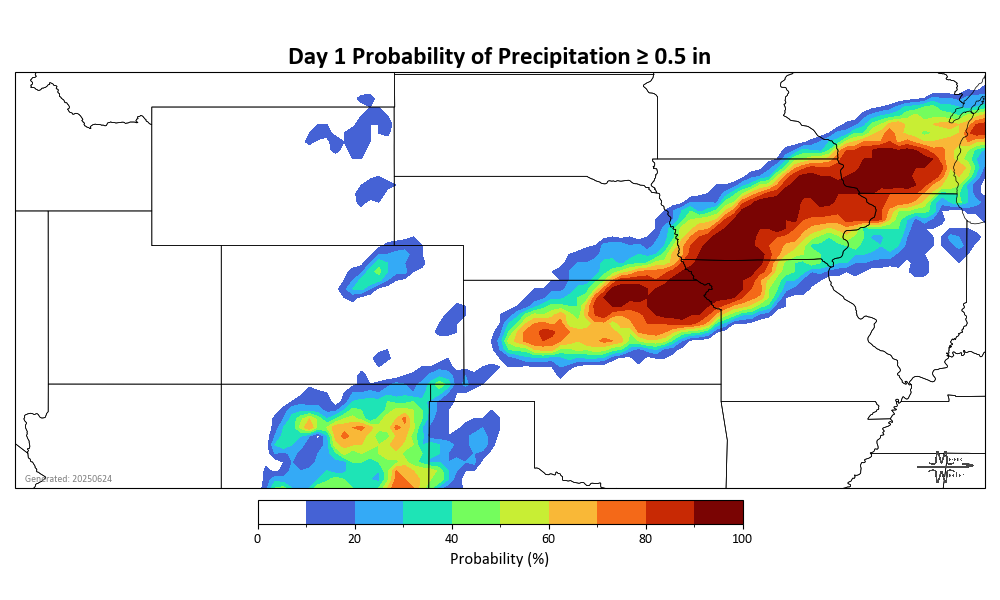 Day 1 Probability of Precipitation ≥ 0.5 in
Generated: 20250624
0 20 40 60 80 100
Probability (%)